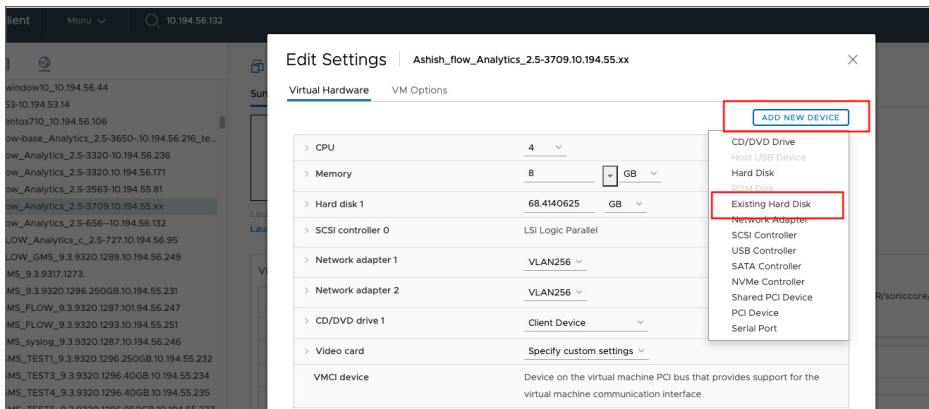 lient Menu 10.194.56.132
window10_10.194.56.44
53-10.194.53.14
entos710_10.194.56.106
ow-base_Analytics_2.5-3650-.10.194.56.216_te...
ow_Analytics_2.5-3320-10.194.56.236
ow_Analytics_2.5-3320.10.194.56.171
ow_Analytics_2.5-3563-10.194 55.81
ow_Analytics_2.5-3709.10.194.55.xx
ow_Analytics_2.5-656--10.194.56.132
LOW_Analytics_c_2.5-727.10.194.56.95
LOW_GMS_9.3.9320.1289.10.194.56.249
MS_9.3.9317.1273.
MS_9.3.9320.1296.250GB.10.194.55.231
MS_FLOW_9.3.9320.1287.101.94.56.247
MS_FLOW_9.3.9320.1293.10.194.55.251
MS_syslog_9.3.9320.1287.10.194.56.246
MS_TEST1_9.3.9320.1296.250GB.10.194.55.232
MS_TEST3_9.3.9320.1296.40GB.10.194.55.234
MS_TEST4_9.3.9320.1296.40GB.10.194.55.235
Sun
Lau
Lau
V
Edit Settings Ashish_flow_Analytics_2.5-3709.10.194.55.xx
Virtual Hardware VM Options
ADD NEW DEVICE
CPU 4
Memory 8 GB
Hard disk 1 68.4140625 GB
SCSI controller 0 LSI Logic Parallel
Network adapter 1 VLAN256
Network adapter 2 VLAN256
CD/DVD drive 1 Client Device
Video card Specify custom settings
VMCI device Device on the virtual machine PCI bus that provides support for the
virtual machine communication interface
CD/DVD Drive
Host USB Device
Hard Disk
RDM Disk
Existing Hard Disk
Network Adapter
SCSI Controller
USB Controller
SATA Controller
NVMe Controller
Shared PCI Device
PCI Device
Serial Port
R/soniccore/